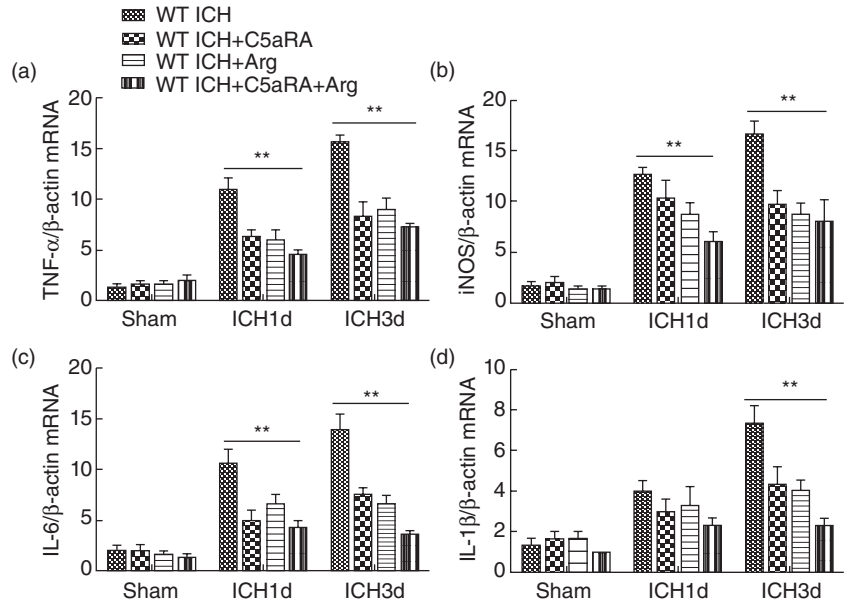 WT ICH
WT ICH+C5aRA
WT ICH+Arg
WT ICH+C5aRA+Arg
(a)
TNF-α/β-actin mRNA
20
15
10
5
0
**
**
Sham ICH1d ICH3d
(b)
iNOS/β-actin mRNA
20
15
10
5
0
**
**
Sham ICH1d ICH3d
(c)
IL-6/β-actin mRNA
20
15
10
5
0
**
**
Sham ICH1d ICH3d
(d)
IL-1β/β-actin mRNA
8
6
4
2
0
**
Sham ICH1d ICH3d